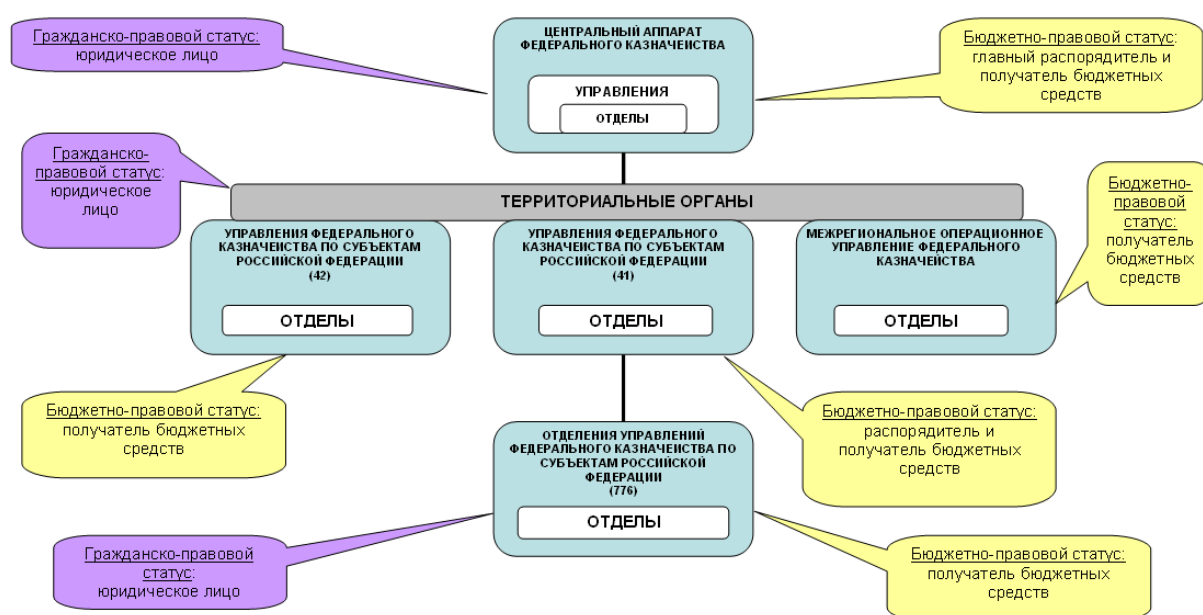 Гражданско-правовой статус:
юридическое лицо
ЦЕНТРАЛЬНЫЙ АППАРАТ
ФЕДЕРАЛЬНОГО КАЗНАЧЕЙСТВА
УПРАВЛЕНИЯ
ОТДЕЛЫ
Бюджетно-правовой статус:
главный распорядитель и
получатель бюджетных
средств
Гражданско-
правовой статус:
юридическое
лицо
ТЕРРИТОРИАЛЬНЫЕ ОРГАНЫ
Бюджетно-
правовой
статус:
получатель
бюджетных
средств
УПРАВЛЕНИЯ ФЕДЕРАЛЬНОГО
КАЗНАЧЕЙСТВА ПО СУБЪЕКТАМ
РОССИЙСКОЙ ФЕДЕРАЦИИ
(42)
ОТДЕЛЫ
УПРАВЛЕНИЯ ФЕДЕРАЛЬНОГО
КАЗНАЧЕЙСТВА ПО СУБЪЕКТАМ
РОССИЙСКОЙ ФЕДЕРАЦИИ
(41)
ОТДЕЛЫ
МЕЖРЕГИОНАЛЬНОЕ ОПЕРАЦИОННОЕ
УПРАВЛЕНИЕ ФЕДЕРАЛЬНОГО
КАЗНАЧЕЙСТВА
ОТДЕЛЫ
Бюджетно-правовой статус:
получатель бюджетных
средств
Бюджетно-правовой статус:
распорядитель и
получатель бюджетных
средств
ОТДЕЛЕНИЯ УПРАВЛЕНИЙ
ФЕДЕРАЛЬНОГО КАЗНАЧЕЙСТВА ПО
СУБЪЕКТАМ РОССИЙСКОЙ
ФЕДЕРАЦИИ
(776)
ОТДЕЛЫ
Гражданско-правовой
статус:
юридическое лицо
Бюджетно-правовой статус:
получатель бюджетных
средств